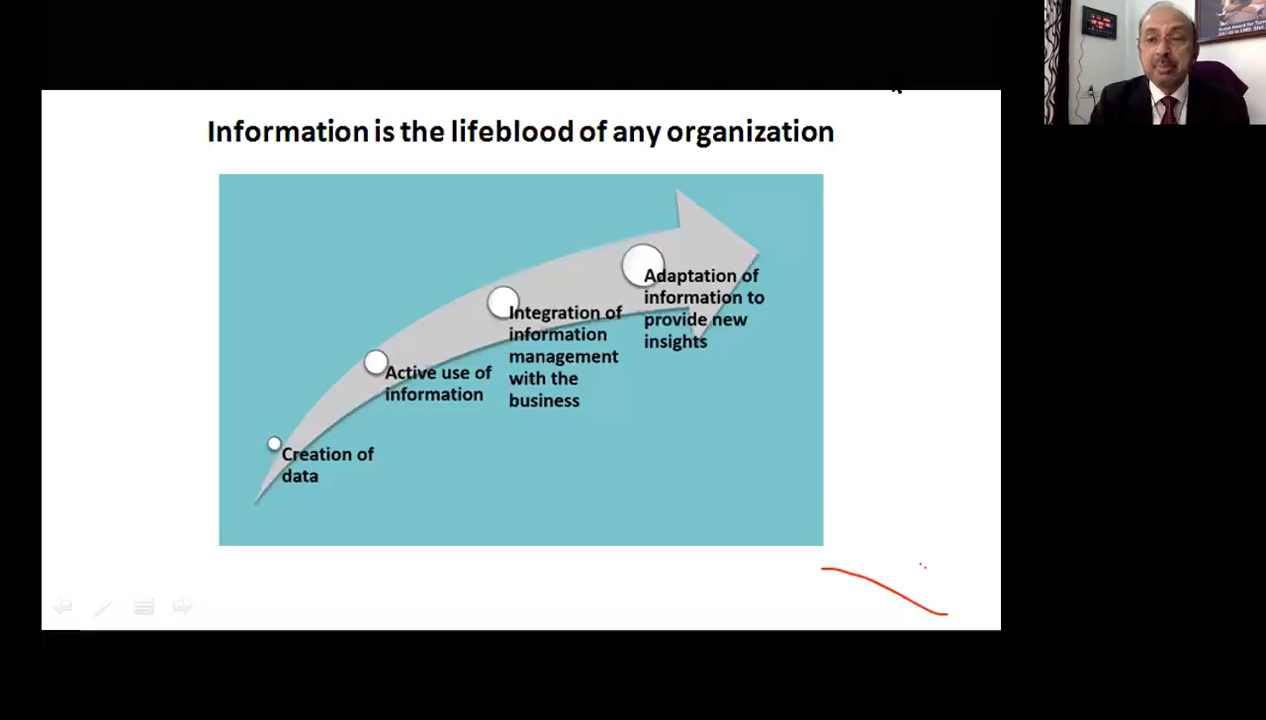 Information is the lifeblood of any organization
Adaptation of
information to
provide new
insights
Integration of
information
management
with the
business
Active use of
information
Creation of
data